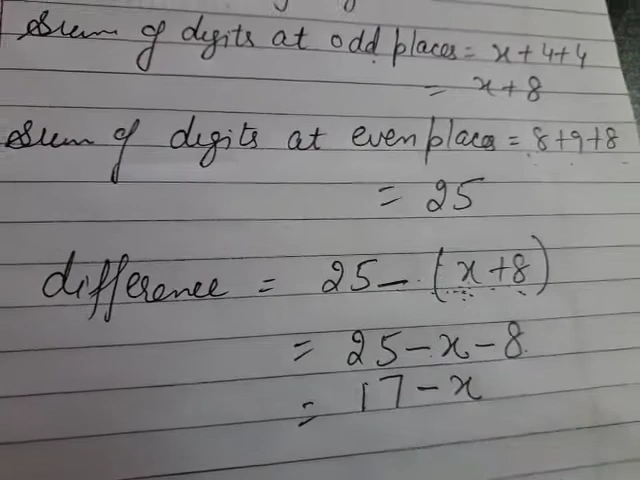 Sum of digits at odd places = x+4+4
= x+8
Sum of digits at even places = 8+9+8
= 25
difference = 25-(x+8)
= 25-x-8
= 17-x